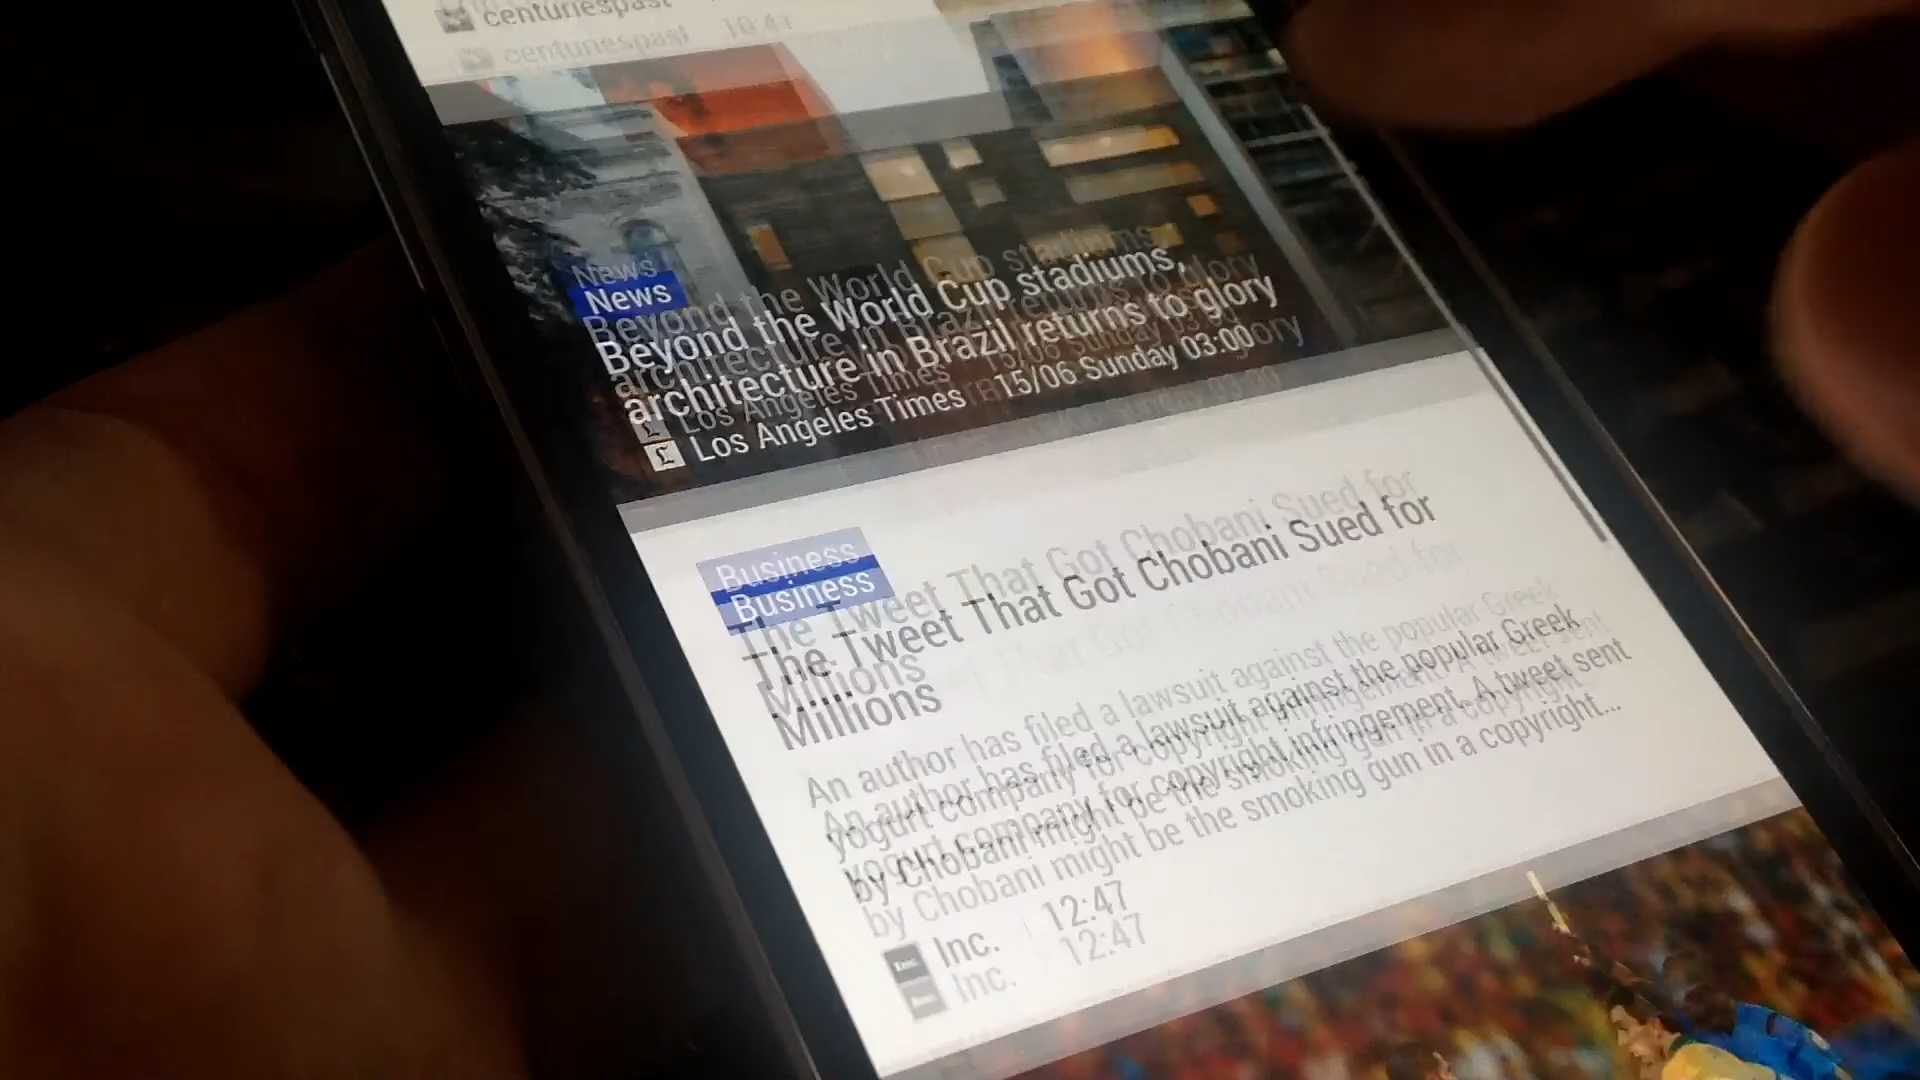 centuriespast
centuriespast 10:41
News
Beyond the World Cup stadiums,
architecture in Brazil returns to glory
Los Angeles Times 15/06 Sunday 03:00
Business
The Tweet That Got Chobani Sued for
Millions
An author has filed a lawsuit against the popular Greek
yogurt company for copyright infringement. A tweet sent
by Chobani might be the smoking gun in a copyright...
Inc. 12:47